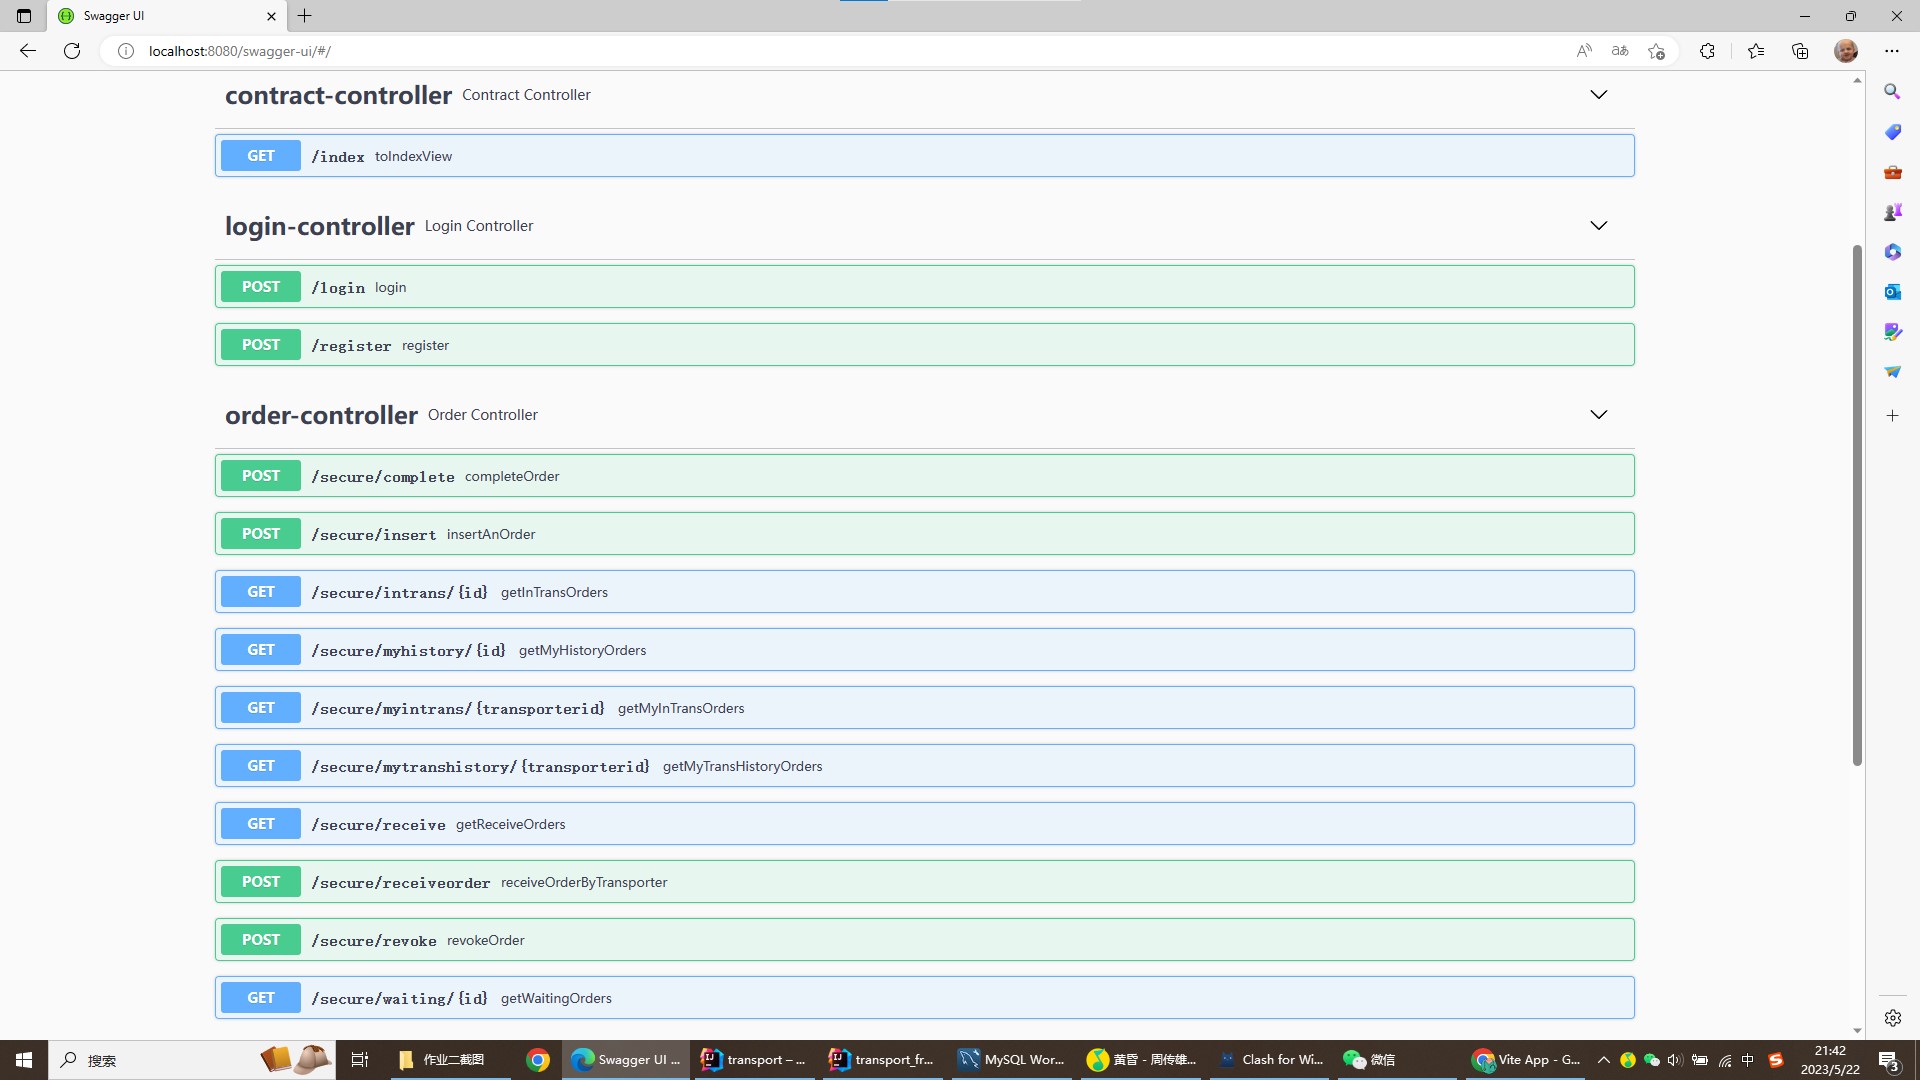 Swagger UI
localhost:8080/swagger-ui/#/
contract-controller Contract Controller
GET /index toIndexView
login-controller Login Controller
POST /login login
POST /register register
order-controller Order Controller
POST /secure/complete completeOrder
POST /secure/insert insertAnOrder
GET /secure/intrans/{id} getInTransOrders
GET /secure/myhistory/{id} getMyHistoryOrders
GET /secure/myintrans/{transporterid} getMyInTransOrders
GET /secure/mytranshistory/{transporterid} getMyTransHistoryOrders
GET /secure/receive getReceiveOrders
POST /secure/receiveorder receiveOrderByTransporter
POST /secure/revoke revokeOrder
GET /secure/waiting/{id} getWaitingOrders
搜索 作业二截图 Swagger UI ... transport – ... transport_fr... MySQL Wor... 黄昏 - 周传雄... Clash for Wi... 微信 Vite App - G... 中 21:42
2023/5/22 3